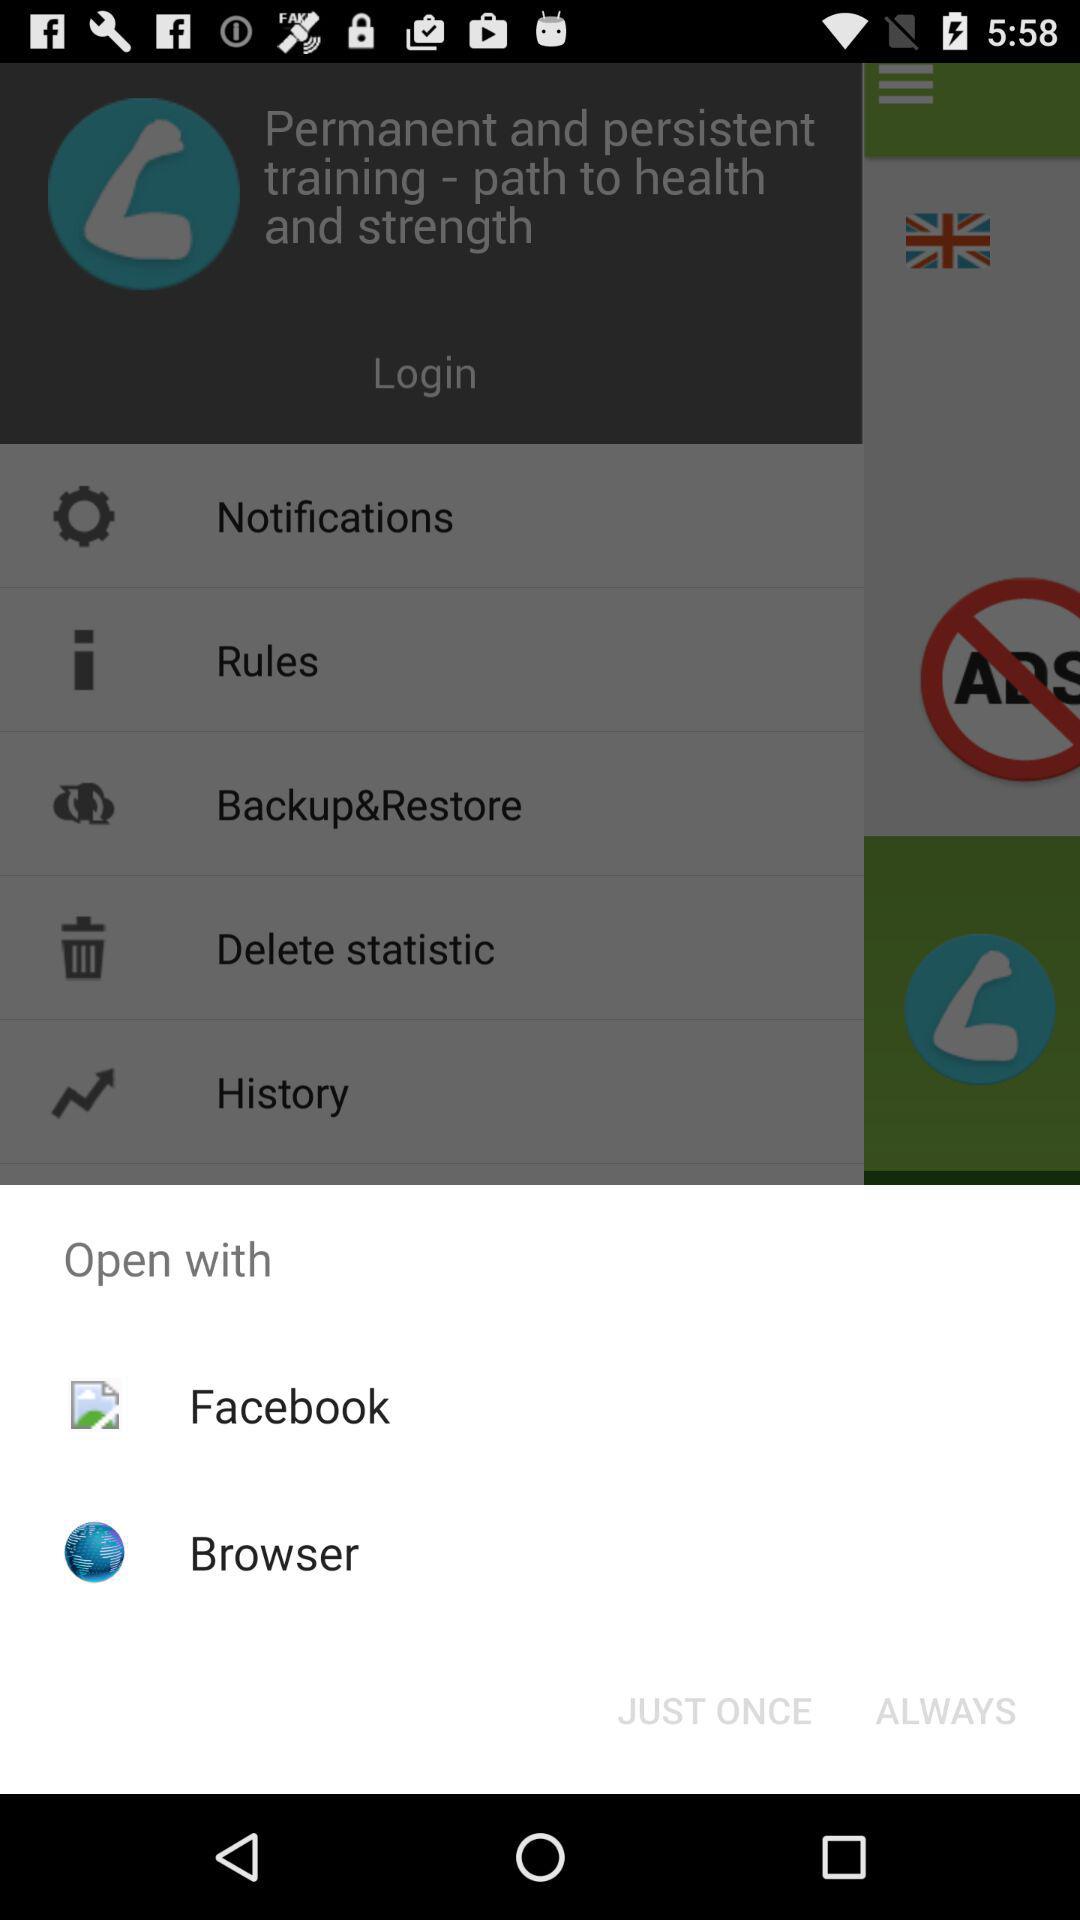 FAKE
5:58
Permanent and persistent
training - path to health
and strength
Login
Notifications
Rules
ADS
Backup&Restore
Delete statistic
History
Open with
Facebook
Browser
JUST ONCE
ALWAYS